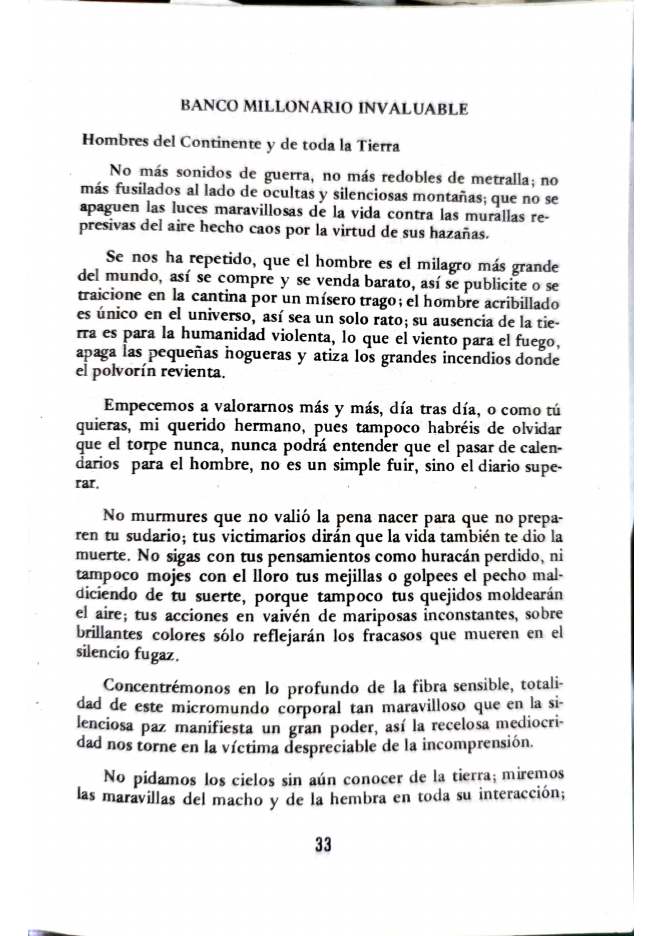 BANCO MILLONARIO INVALUABLE
Hombres del Continente y de toda la Tierra
No más sonidos de guerra, no más redobles de metralla; no
más fusilados al lado de ocultas y silenciosas montañas; que no se
apaguen las luces maravillosas de la vida contra las murallas re-
presivas del aire hecho caos por la virtud de sus hazañas.
Se nos ha repetido, que el hombre es el milagro más grande
del mundo, así se compre y se venda barato, así se publicite o se
traicione en la cantina por un mísero trago; el hombre acribillado
es único en el universo, así sea un solo rato; su ausencia de la tie-
rra es para la humanidad violenta, lo que el viento para el fuego,
apaga las pequeñas hogueras y atiza los grandes incendios donde
el polvorín revienta.
Empecemos a valorarnos más y más, día tras día, o como tú
quieras, mi querido hermano, pues tampoco habréis de olvidar
que el torpe nunca, nunca podrá entender que el pasar de calen-
darios para el hombre, no es un simple fuir, sino el diario supe-
rar.
No murmures que no valió la pena nacer para que no prepa-
ren tu sudario; tus victimarios dirán que la vida también te dio la
muerte. No sigas con tus pensamientos como huracán perdido, ni
tampoco mojes con el lloro tus mejillas o golpees el pecho mal-
diciendo de tu suerte, porque tampoco tus quejidos moldearán
el aire; tus acciones en vaivén de mariposas inconstantes, sobre
brillantes colores sólo reflejarán los fracasos que mueren en el
silencio fugaz.
Concentrémonos en lo profundo de la fibra sensible, totali-
dad de este micromundo corporal tan maravilloso que en la si-
lenciosa paz manifiesta un gran poder, así la recelosa mediocri-
dad nos torne en la víctima despreciable de la incomprensión.
No pidamos los cielos sin aún conocer de la tierra; miremos
las maravillas del macho y de la hembra en toda su interacción;
33